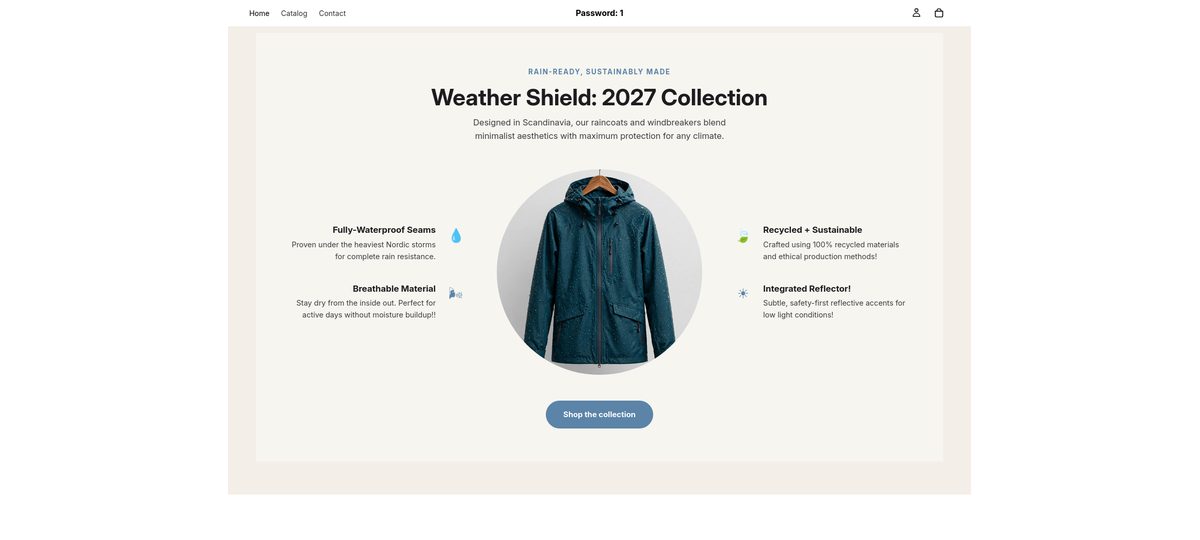 Home Catalog Contact
Password: 1
RAIN-READY, SUSTAINABLY MADE
Weather Shield: 2027 Collection
Designed in Scandinavia, our raincoats and windbreakers blend
minimalist aesthetics with maximum protection for any climate.
Fully-Waterproof Seams
Proven under the heaviest Nordic storms
for complete rain resistance.
Breathable Material
Stay dry from the inside out. Perfect for
active days without moisture buildup!!
Recycled + Sustainable
Crafted using 100% recycled materials
and ethical production methods!
Integrated Reflector!
Subtle, safety-first reflective accents for
low light conditions!
Shop the collection